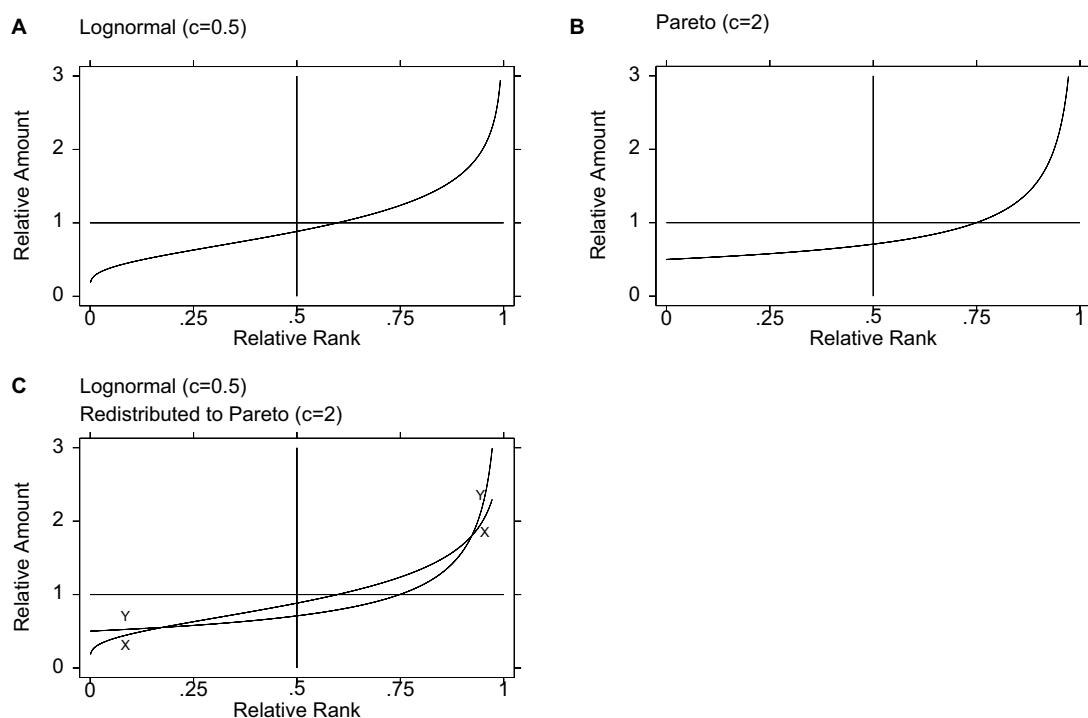 A
Lognormal (c=0.5)
3
2
1
0
Relative Amount
0 .25 .5 .75 1
Relative Rank
B
Pareto (c=2)
3
2
1
0
Relative Amount
0 .25 .5 .75 1
Relative Rank
C
Lognormal (c=0.5)
Redistributed to Pareto (c=2)
3
2
1
0
Relative Amount
Y
X
Y
X
0 .25 .5 .75 1
Relative Rank